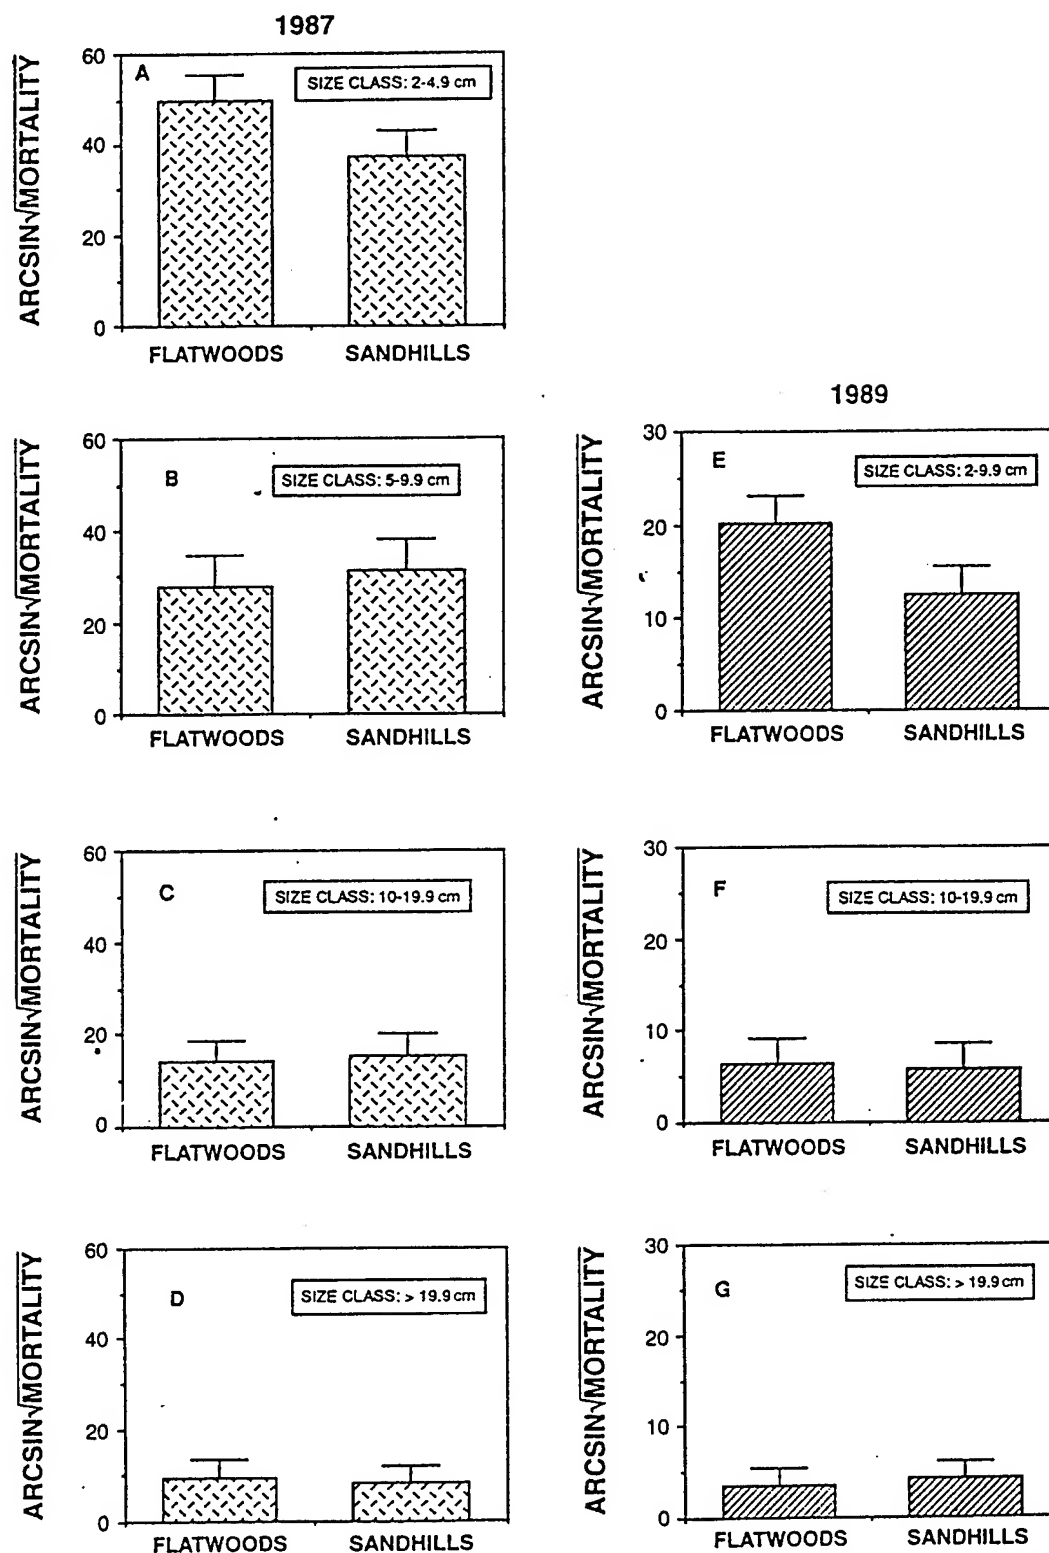 1987
ARCSIN√MORTALITY
60
40
20
0
A
SIZE CLASS: 2-4.9 cm
FLATWOODS SANDHILLS
ARCSIN√MORTALITY
60
40
20
0
B
SIZE CLASS: 5-9.9 cm
FLATWOODS SANDHILLS
1989
ARCSIN√MORTALITY
30
20
10
0
E
SIZE CLASS: 2-9.9 cm
FLATWOODS SANDHILLS
ARCSIN√MORTALITY
60
40
20
0
C
SIZE CLASS: 10-19.9 cm
FLATWOODS SANDHILLS
ARCSIN√MORTALITY
30
20
10
0
F
SIZE CLASS: 10-19.9 cm
FLATWOODS SANDHILLS
ARCSIN√MORTALITY
60
40
20
0
D
SIZE CLASS: > 19.9 cm
FLATWOODS SANDHILLS
ARCSIN√MORTALITY
30
20
10
0
G
SIZE CLASS: > 19.9 cm
FLATWOODS SANDHILLS